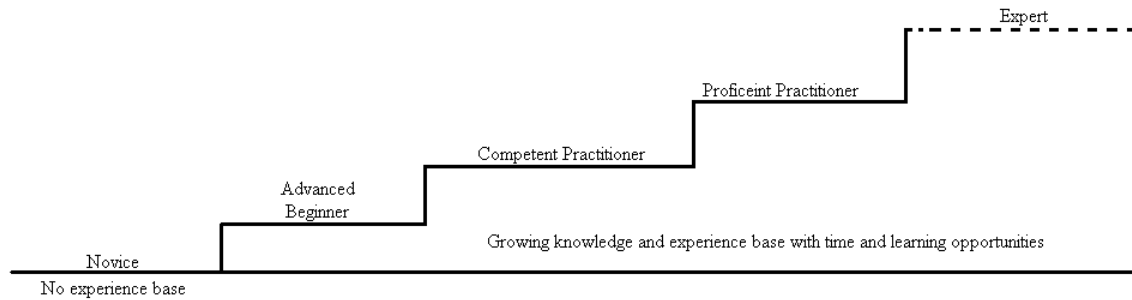 Expert
Proficeint Practitioner
Competent Practitioner
Advanced
Beginner
Growing knowledge and experience base with time and learning opportunities
Novice
No experience base